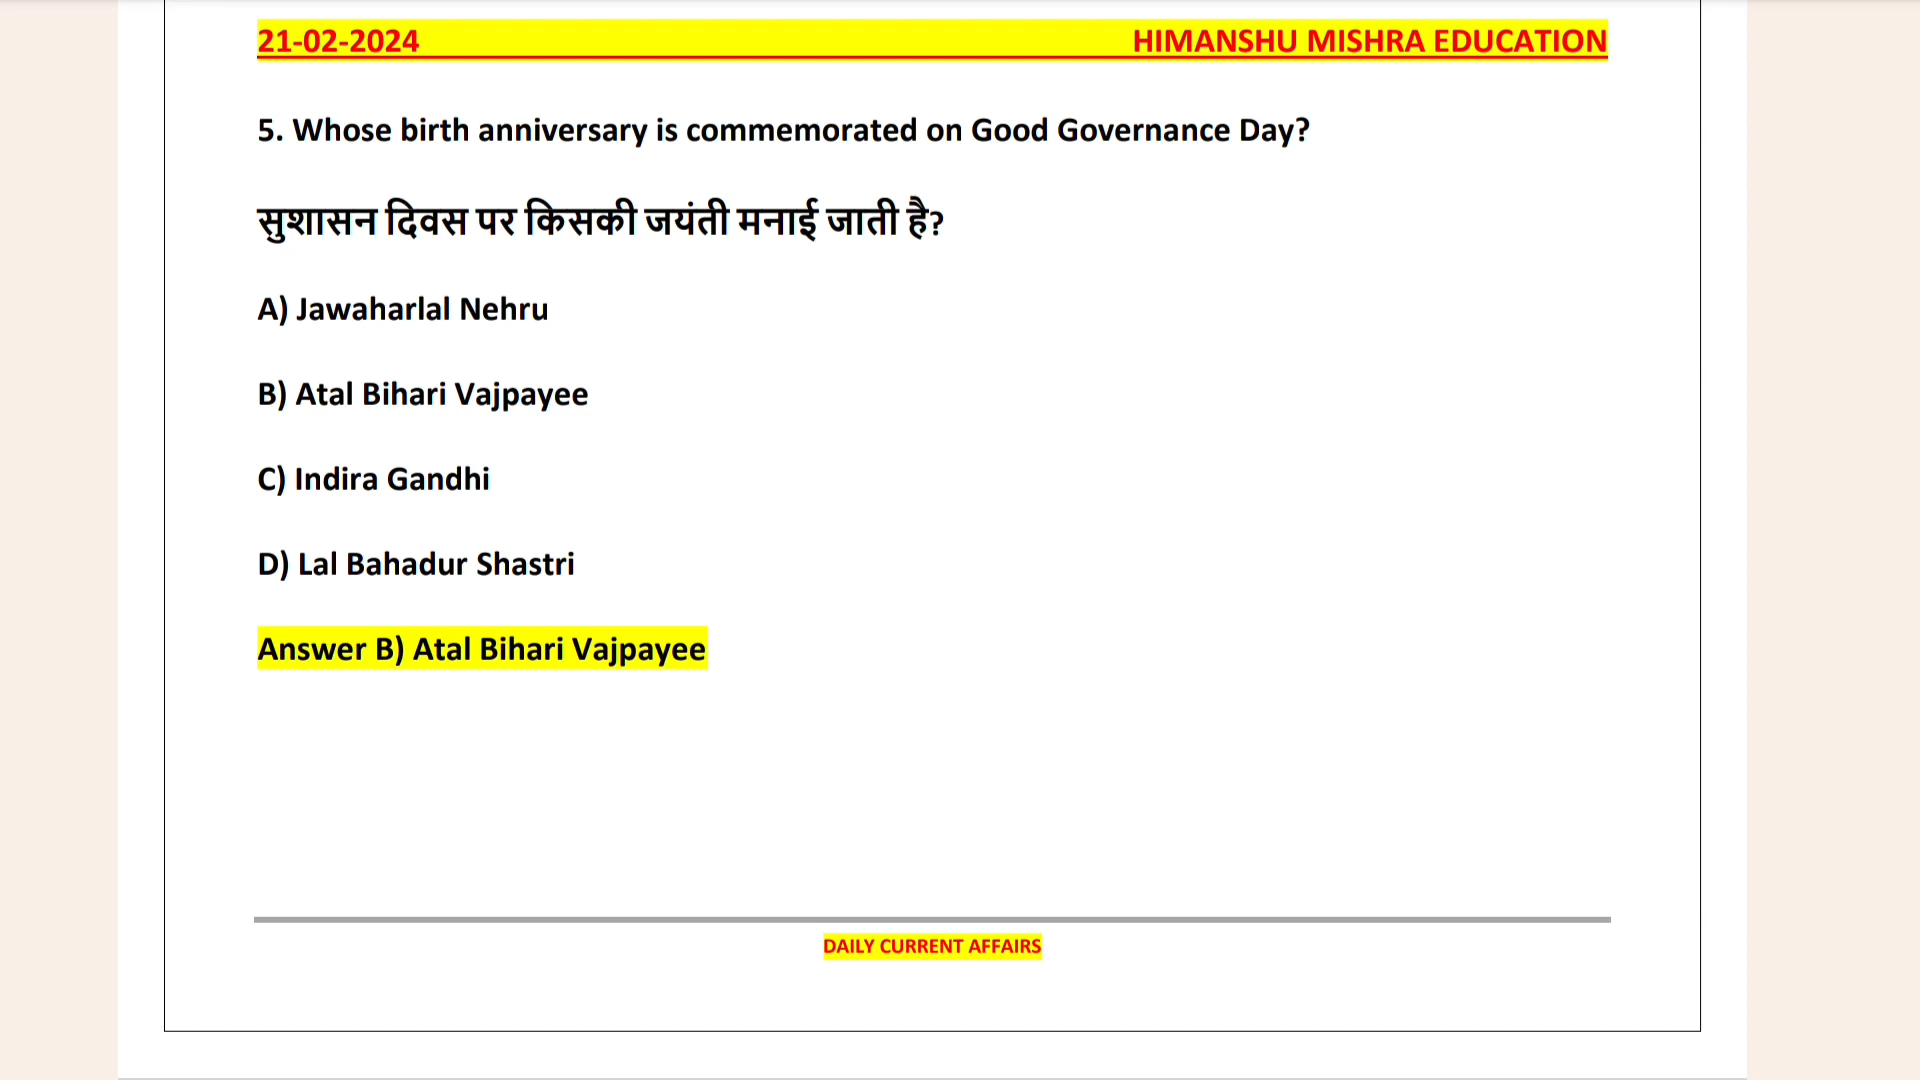 21-02-2024 HIMANSHU MISHRA EDUCATION
5. Whose birth anniversary is commemorated on Good Governance Day?
सुशासन दिवस पर किसकी जयंती मनाई जाती है?
A) Jawaharlal Nehru
B) Atal Bihari Vajpayee
C) Indira Gandhi
D) Lal Bahadur Shastri
Answer B) Atal Bihari Vajpayee
DAILY CURRENT AFFAIRS